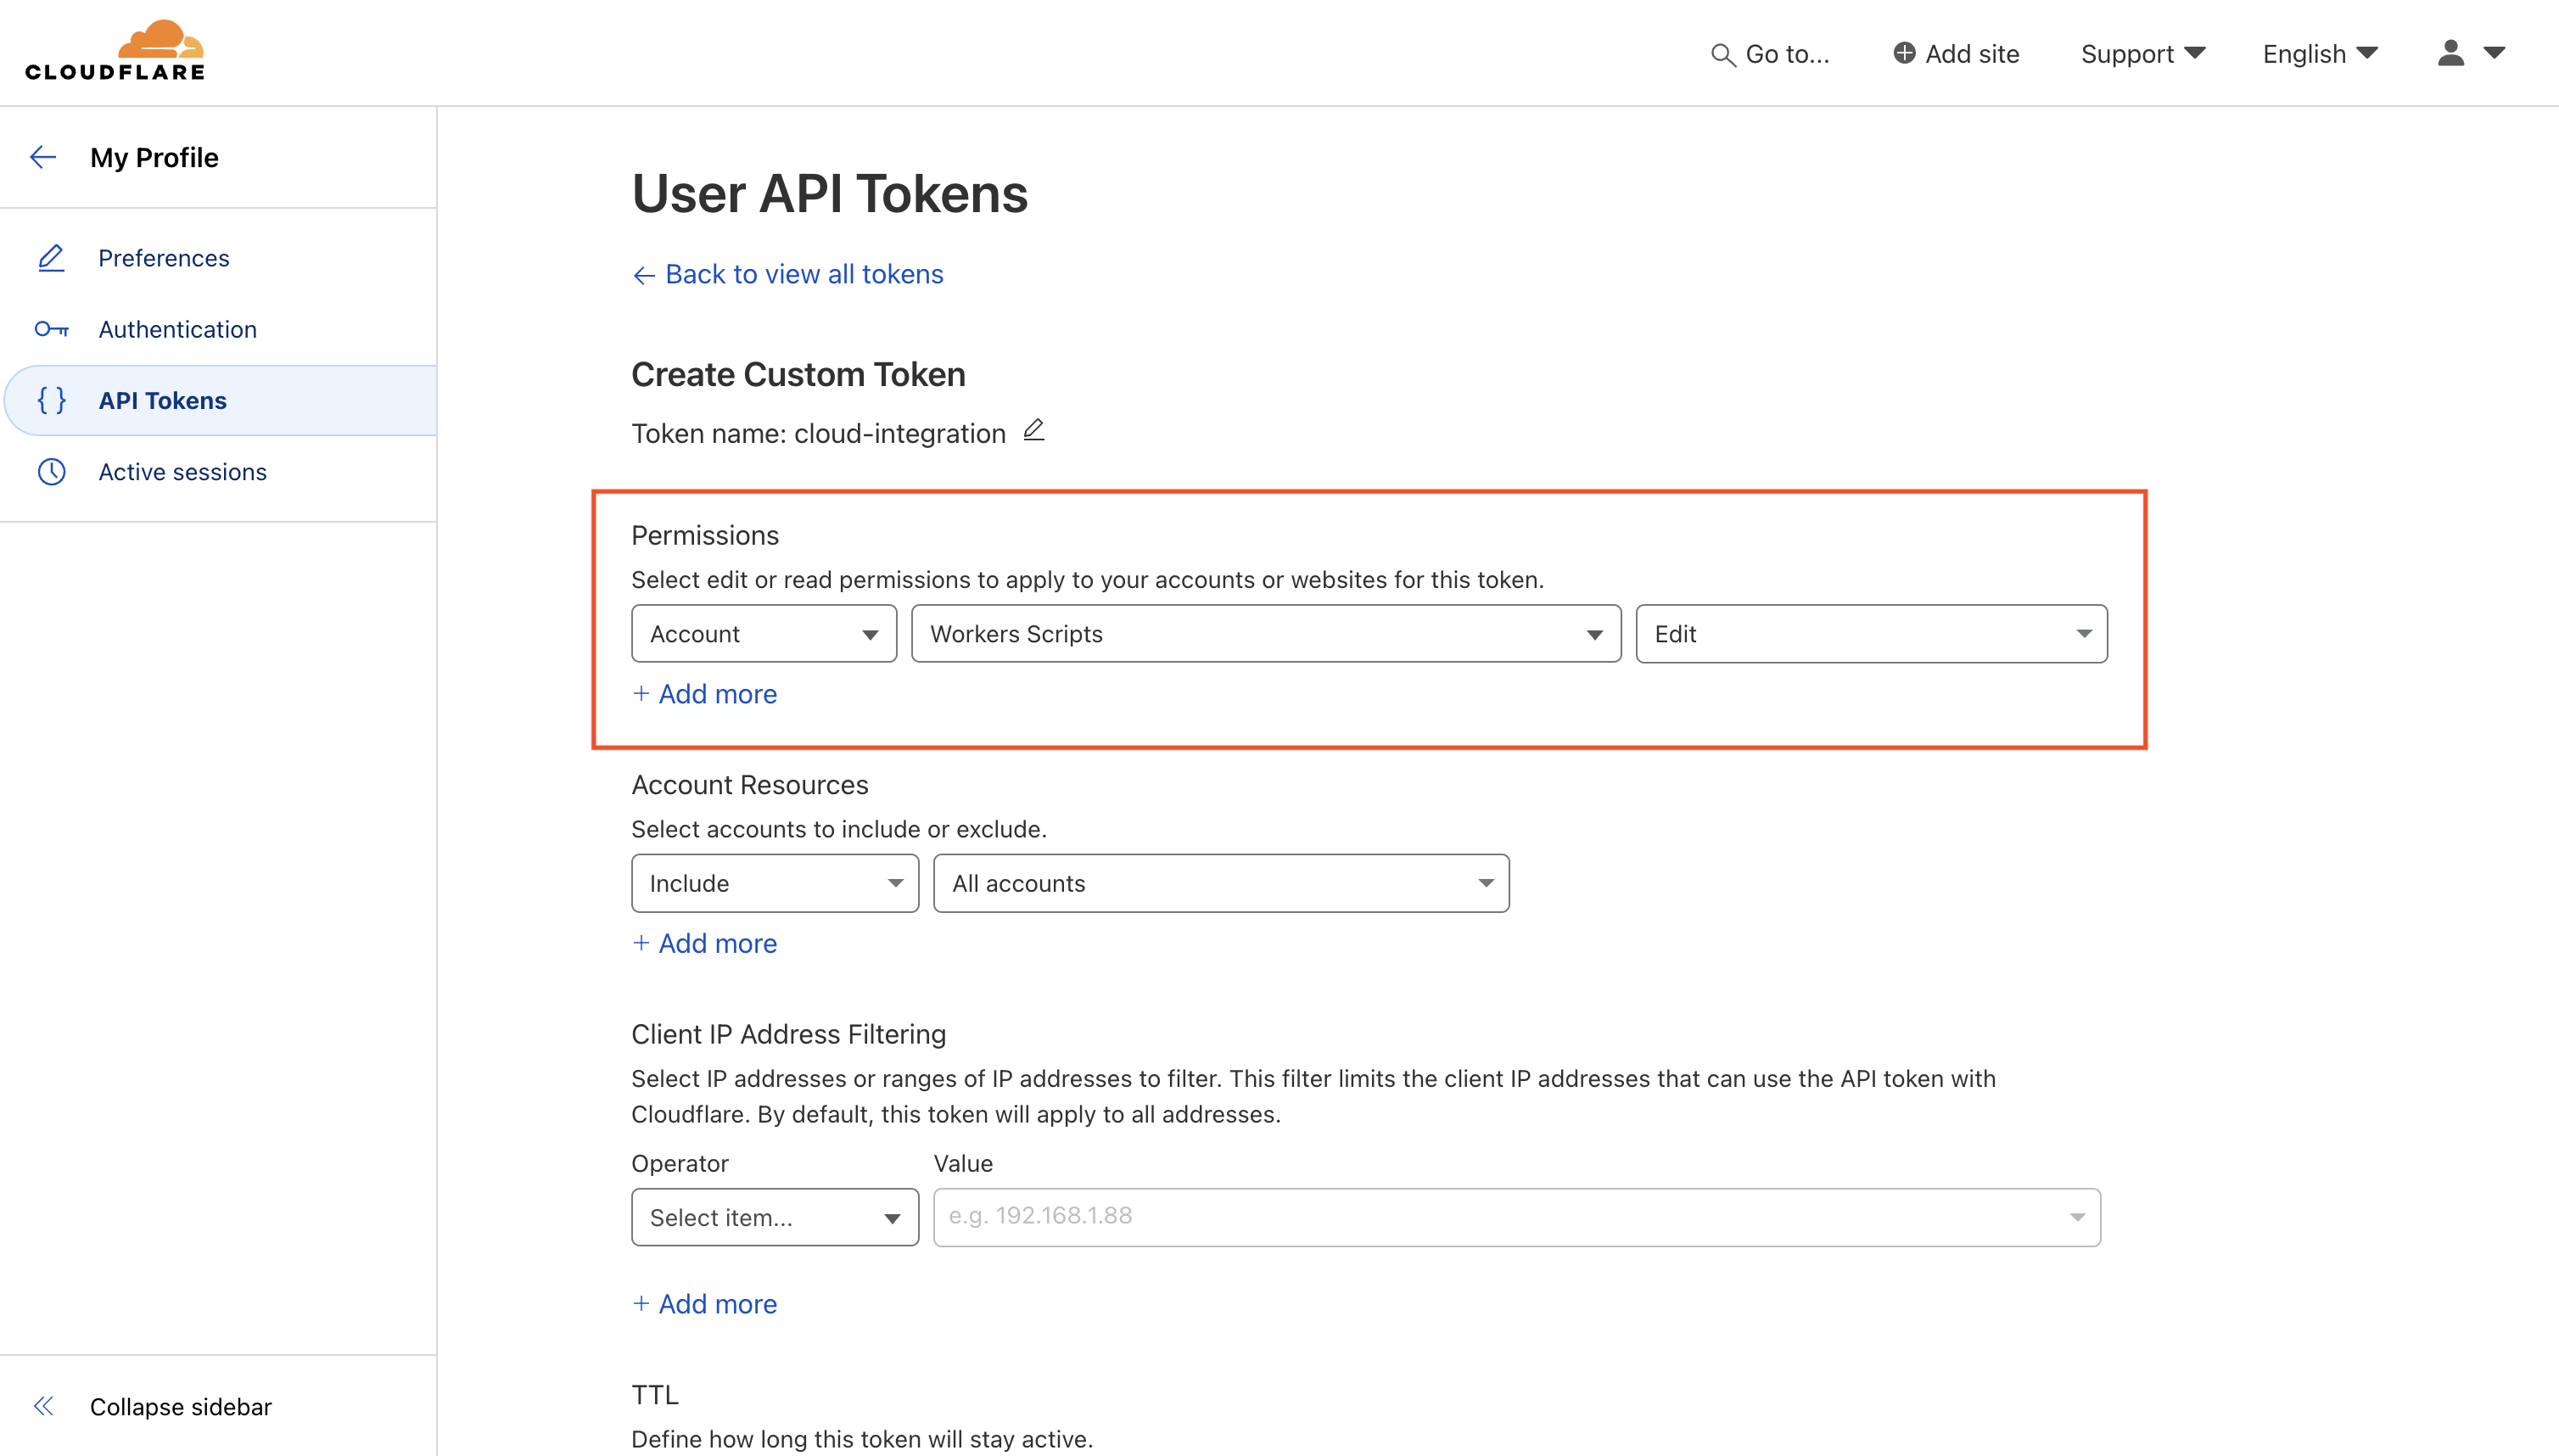 CLOUDFLARE
Go to...
Add site
Support
English
My Profile
Preferences
Authentication
API Tokens
Active sessions
Collapse sidebar
User API Tokens
← Back to view all tokens
Create Custom Token
Token name: cloud-integration
Permissions
Select edit or read permissions to apply to your accounts or websites for this token.
Account
Workers Scripts
Edit
+ Add more
Account Resources
Select accounts to include or exclude.
Include
All accounts
+ Add more
Client IP Address Filtering
Select IP addresses or ranges of IP addresses to filter. This filter limits the client IP addresses that can use the API token with
Cloudflare. By default, this token will apply to all addresses.
Operator
Value
Select item...
e.g. 192.168.1.88
+ Add more
TTL
Define how long this token will stay active.